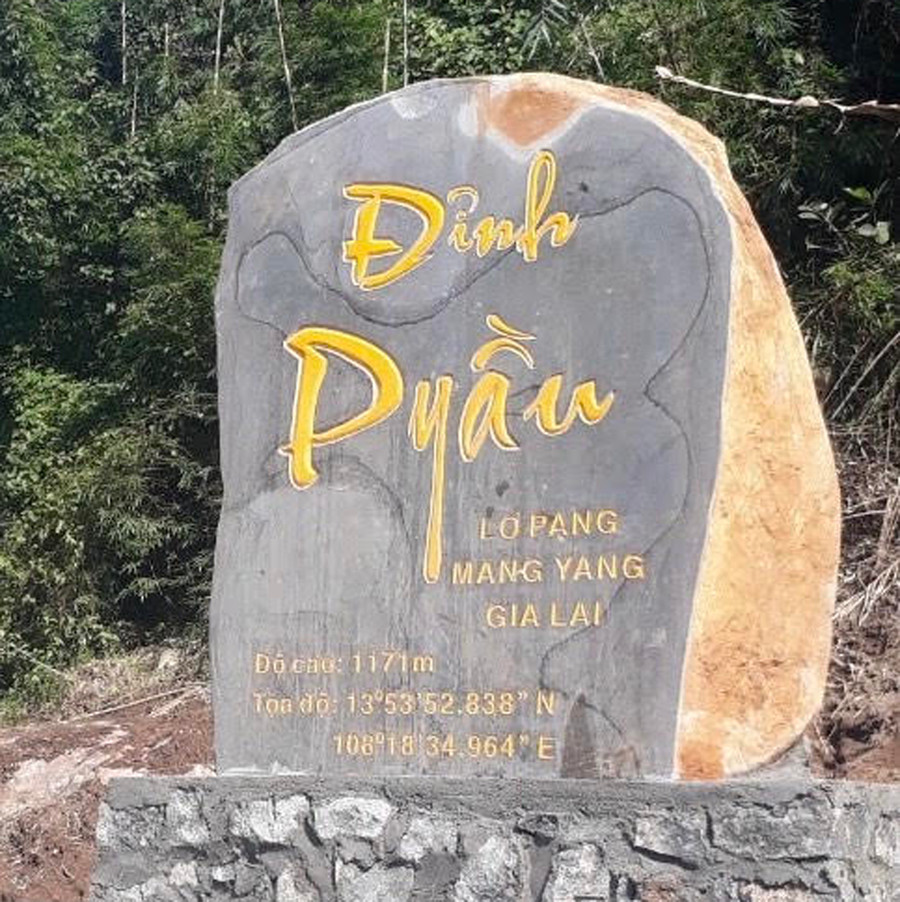 Đỉnh
Pyầu
LƠ PANG
MANG YANG
GIA LAI
Độ cao: 1171m
Tọa độ: 13°53'52.838" N
108°18'34.964" E